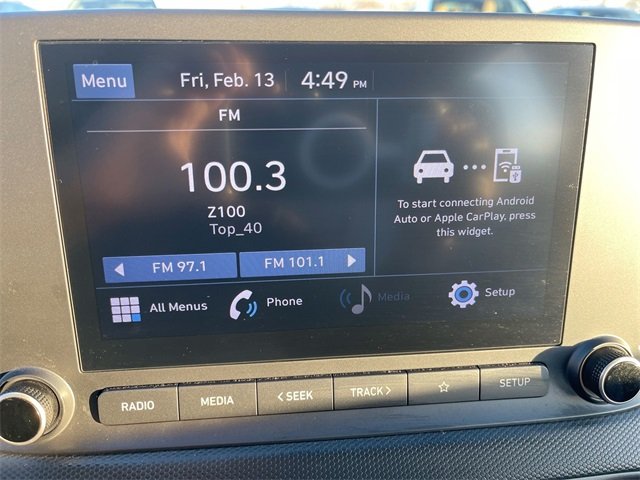 Menu
Fri, Feb. 13
4:49 PM
FM
100.3
Z100
Top_40
FM 97.1
FM 101.1
To start connecting Android
Auto or Apple CarPlay, press
this widget.
All Menus
Phone
Media
Setup
RADIO
MEDIA
< SEEK
TRACK >
SETUP